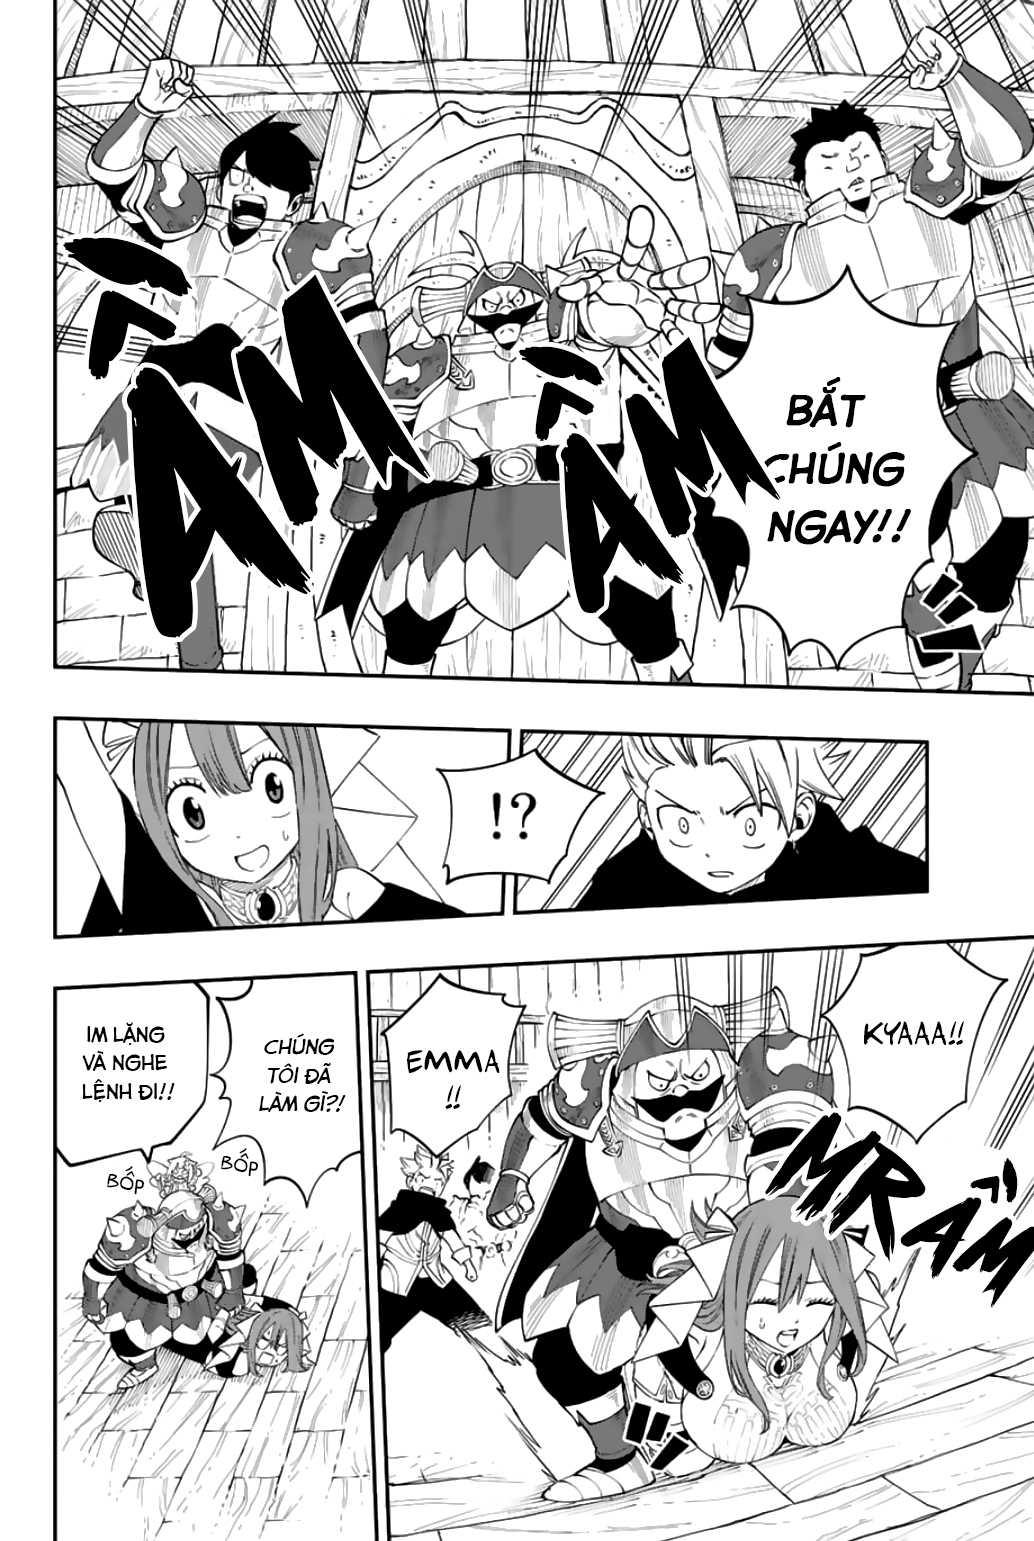 ẦM
ẦM
BẮT
CHÚNG
NGAY!!
!?
KYAAA!!
EMMA
!!
RẦM
CHÚNG
TÔI ĐÃ
LÀM GÌ?!
IM LẶNG
VÀ NGHE
LỆNH ĐI!!
BỐP
BỐP